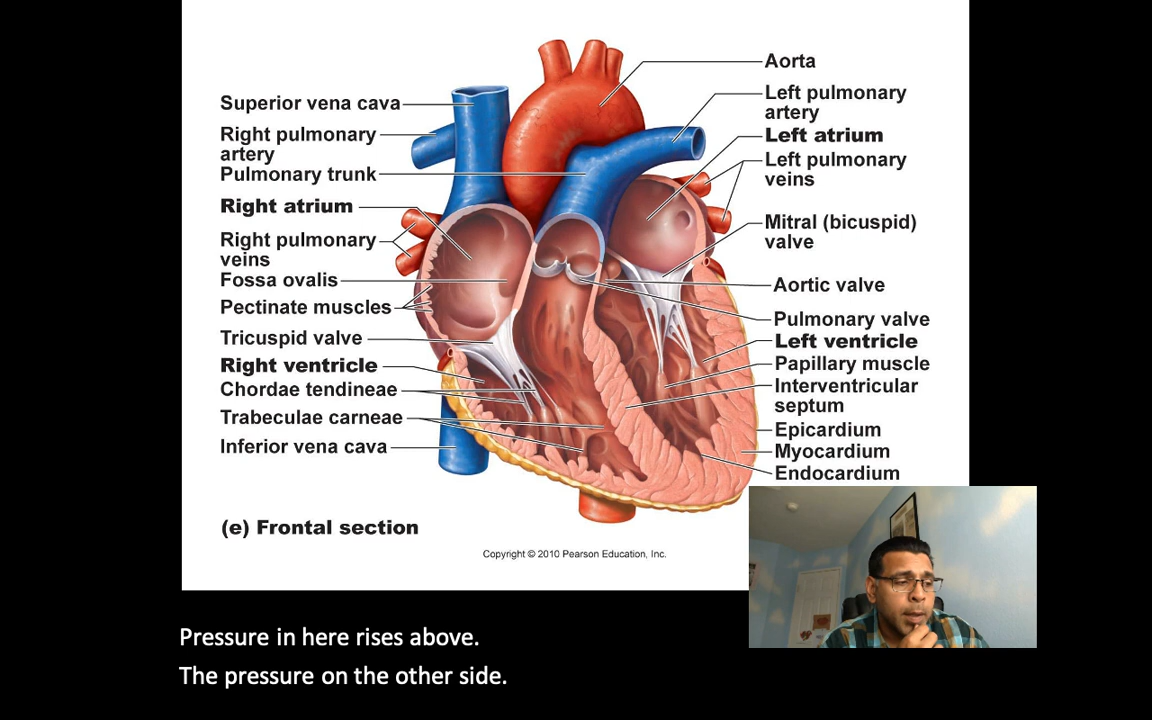 Superior vena cava
Right pulmonary
artery
Pulmonary trunk
Right atrium
Right pulmonary
veins
Fossa ovalis
Pectinate muscles
Tricuspid valve
Right ventricle
Chordae tendineae
Trabeculae carneae
Inferior vena cava
Aorta
Left pulmonary
artery
Left atrium
Left pulmonary
veins
Mitral (bicuspid)
valve
Aortic valve
Pulmonary valve
Left ventricle
Papillary muscle
Interventricular
septum
Epicardium
Myocardium
Endocardium
(e) Frontal section
Copyright © 2010 Pearson Education, Inc.
Pressure in here rises above.
The pressure on the other side.